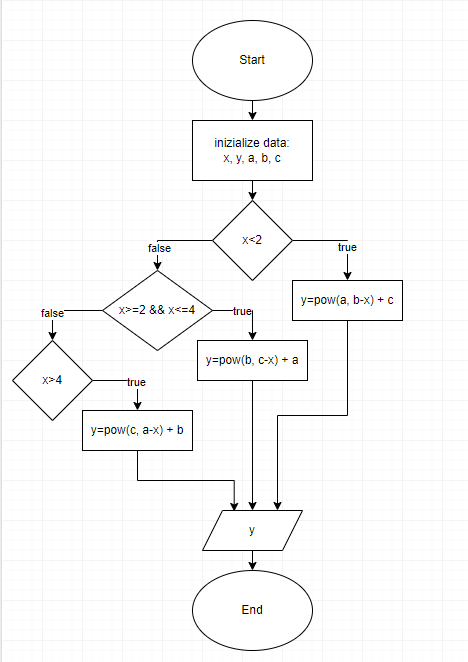 Start
inizialize data:
x, y, a, b, c
x<2
false
true
x>=2 && x<=4
y=pow(a, b-x) + c
false
true
x>4
y=pow(b, c-x) + a
true
y=pow(c, a-x) + b
y
End